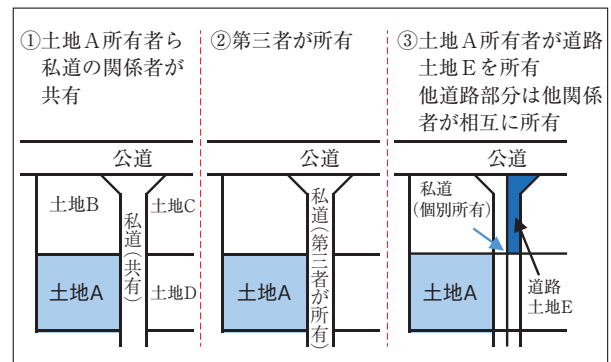 ①土地A所有者ら
私道の関係者が
共有
公道
土地B
土地C
私道(共有)
土地A
土地D
②第三者が所有
公道
私道(第三者が所有)
土地A
③土地A所有者が道路
土地Eを所有
他道路部分は他関係
者が相互に所有
公道
私道
(個別所有)
土地A
道路
土地E